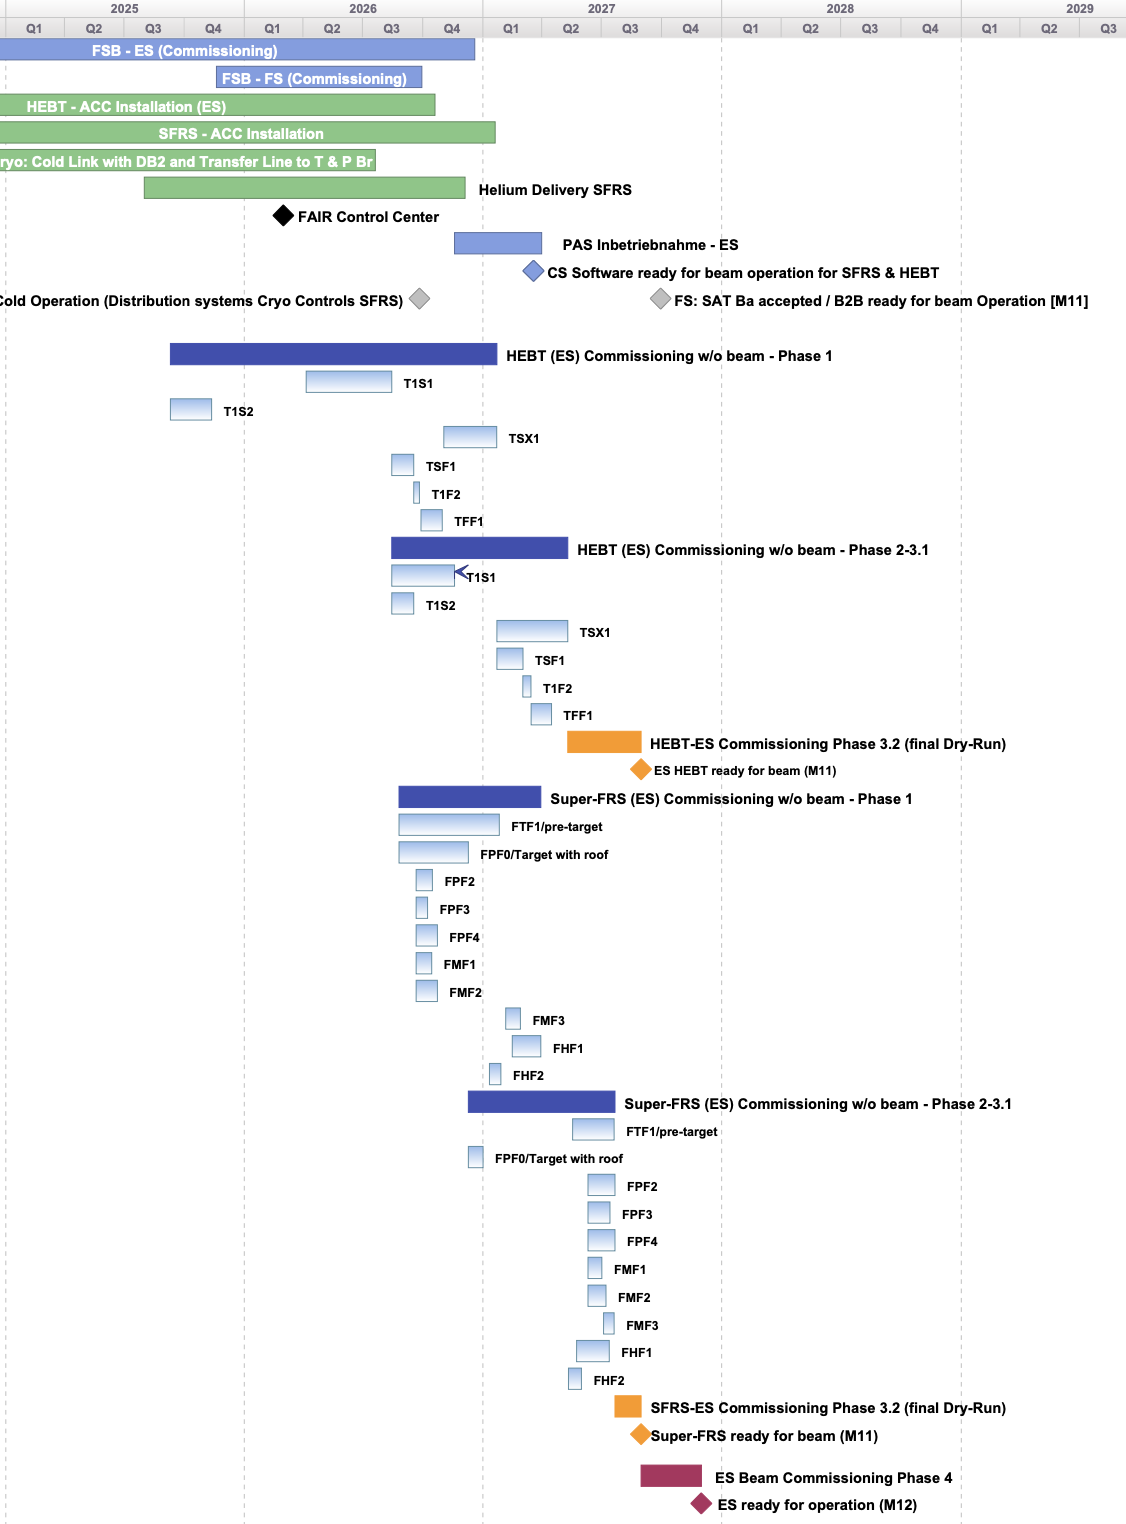 2025 2026 2027 2028 2029
Q1 Q2 Q3 Q4 Q1 Q2 Q3 Q4 Q1 Q2 Q3 Q4 Q1 Q2 Q3 Q4 Q1 Q2 Q3
FSB - ES (Commissioning)
FSB - FS (Commissioning)
HEBT - ACC Installation (ES)
SFRS - ACC Installation
ryo: Cold Link with DB2 and Transfer Line to T & P Br
Helium Delivery SFRS
FAIR Control Center
PAS Inbetriebnahme - ES
CS Software ready for beam operation for SFRS & HEBT
Cold Operation (Distribution systems Cryo Controls SFRS) FS: SAT Ba accepted / B2B ready for beam Operation [M11]
HEBT (ES) Commissioning w/o beam - Phase 1
T1S1
T1S2
TSX1
TSF1
T1F2
TFF1
HEBT (ES) Commissioning w/o beam - Phase 2-3.1
T1S1
T1S2
TSX1
TSF1
T1F2
TFF1
HEBT-ES Commissioning Phase 3.2 (final Dry-Run)
ES HEBT ready for beam (M11)
Super-FRS (ES) Commissioning w/o beam - Phase 1
FTF1/pre-target
FPF0/Target with roof
FPF2
FPF3
FPF4
FMF1
FMF2
FMF3
FHF1
FHF2
Super-FRS (ES) Commissioning w/o beam - Phase 2-3.1
FTF1/pre-target
FPF0/Target with roof
FPF2
FPF3
FPF4
FMF1
FMF2
FMF3
FHF1
FHF2
SFRS-ES Commissioning Phase 3.2 (final Dry-Run)
Super-FRS ready for beam (M11)
ES Beam Commissioning Phase 4
ES ready for operation (M12)